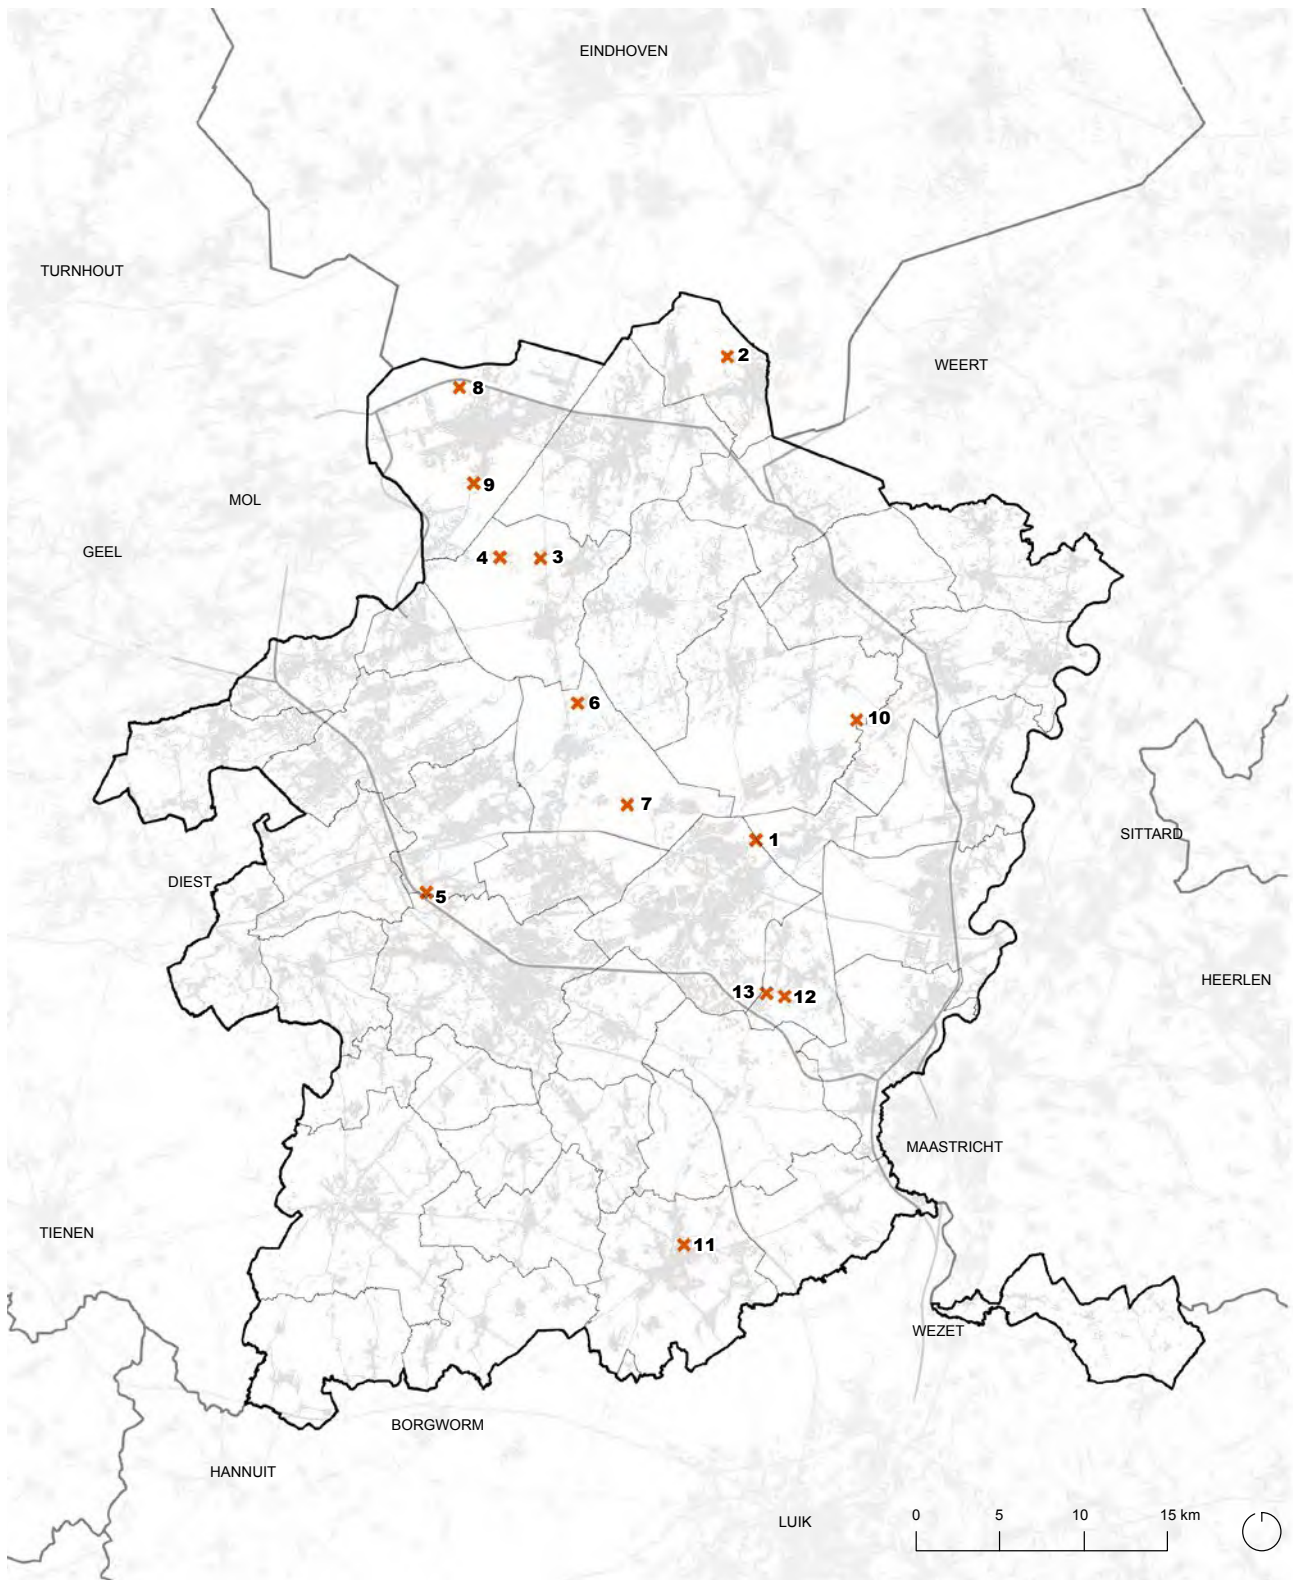 EINDHOVEN
TURNHOUT
2
WEERT
8
9
MOL
GEEL
4
3
6
10
7
SITTARD
1
DIEST
5
HEERLEN
13
12
MAASTRICHT
TIENEN
11
WEZET
BORGWORM
HANNUIT
0 5 10 15 km
LUIK